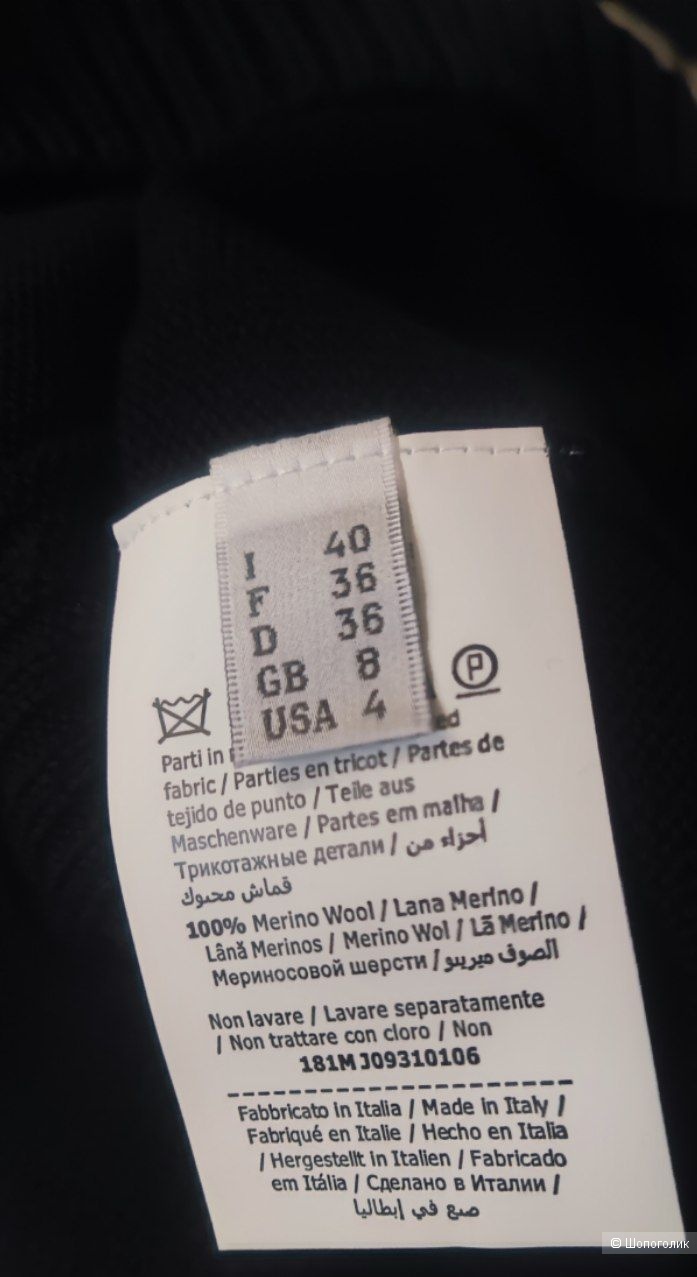 I 40
F 36
D 36
GB 8
USA 4
P
Parti in
fabric / Parties en tricot / Partes de
tejido de punto / Teile aus
Maschenware / Partes em malha /
Трикотажные детали / أجزاء من
قماش محبوك
100% Merino Wool / Lana Merino /
Lână Merinos / Merino Wol / Lã Merino /
Мериносовой шерсти / الصوف ميرينو
Non lavare / Lavare separatamente
/ Non trattare con cloro / Non
181M J09310106
Fabbricato in Italia / Made in Italy /
Fabriqué en Italie / Hecho en Italia
/ Hergestellt in Italien / Fabricado
em Itália / Сделано в Италии /
صنع في إيطاليا
© Шопоголик